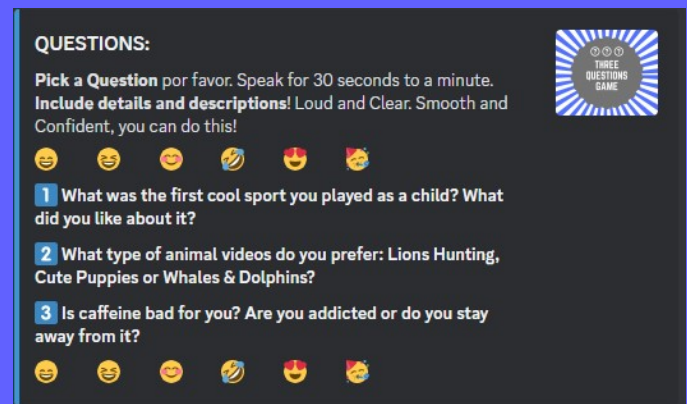 QUESTIONS:
Pick a Question por favor. Speak for 30 seconds to a minute.
Include details and descriptions! Loud and Clear. Smooth and
Confident, you can do this!
1 What was the first cool sport you played as a child? What
did you like about it?
2 What type of animal videos do you prefer: Lions Hunting,
Cute Puppies or Whales & Dolphins?
3 Is caffeine bad for you? Are you addicted or do you stay
away from it?
???
THREE
QUESTIONS
GAME